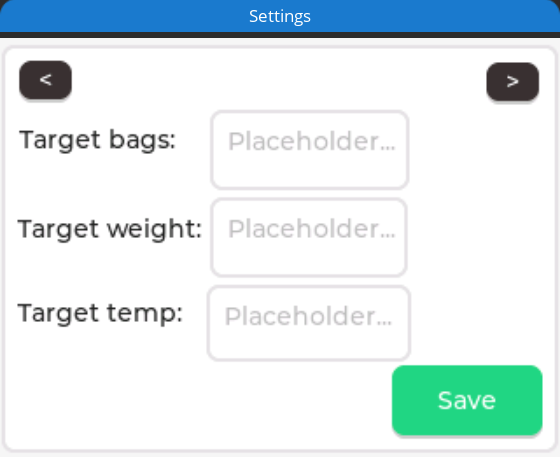 Settings
< >
Target bags: Placeholder...
Target weight: Placeholder...
Target temp: Placeholder...
Save